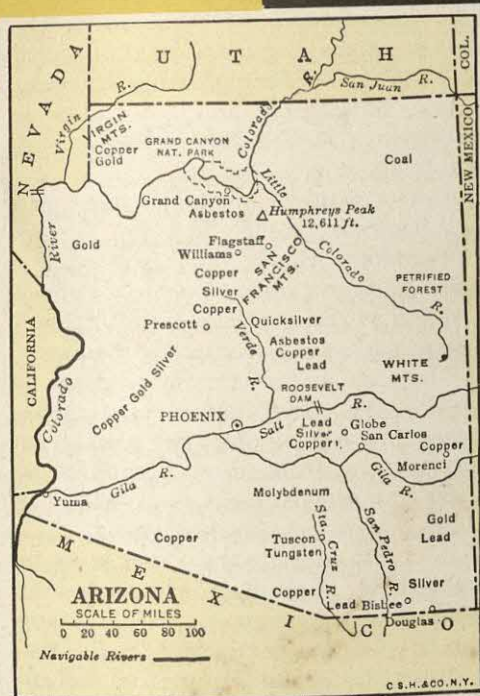 UTAH
COL.
NEVADA
Virgin R.
VIRGIN MTS.
Copper
Gold
San Juan R.
Colorado R.
NEW MEXICO
GRAND CANYON
NAT. PARK
Coal
Grand Canyon
Asbestos
Little Colorado R.
Humphreys Peak
12,611 ft.
River
Gold
Flagstaff
Williams
SAN FRANCISCO MTS.
Copper
Silver
Copper
PETRIFIED
FOREST
Prescott
Verde R.
Quicksilver
Asbestos
Copper
Lead
WHITE
MTS.
CALIFORNIA
Colorado
Copper Gold Silver
ROOSEVELT
DAM
PHOENIX
Salt R.
Lead
Silver
Copper
Globe
San Carlos
Copper
Morenci
Yuma
Gila R.
Gila R.
Molybdenum
Gold
Lead
Copper
Sta. Cruz R.
San Pedro R.
Tuscon
Tungsten
MEXICO
Copper
Lead
Bisbee
Silver
Douglas
ARIZONA
SCALE OF MILES
0 20 40 60 80 100
Navigable Rivers
C S.H.&CO.N.Y.